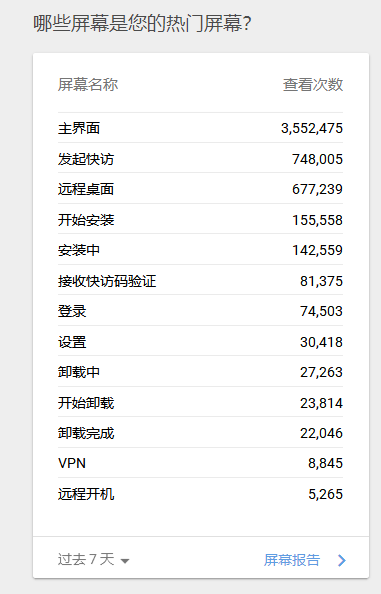 哪些屏幕是您的热门屏幕?
屏幕名称 查看次数
主界面 3,552,475
发起快访 748,005
远程桌面 677,239
开始安装 155,558
安装中 142,559
接收快访码验证 81,375
登录 74,503
设置 30,418
卸载中 27,263
开始卸载 23,814
卸载完成 22,046
VPN 8,845
远程开机 5,265
过去 7 天 屏幕报告